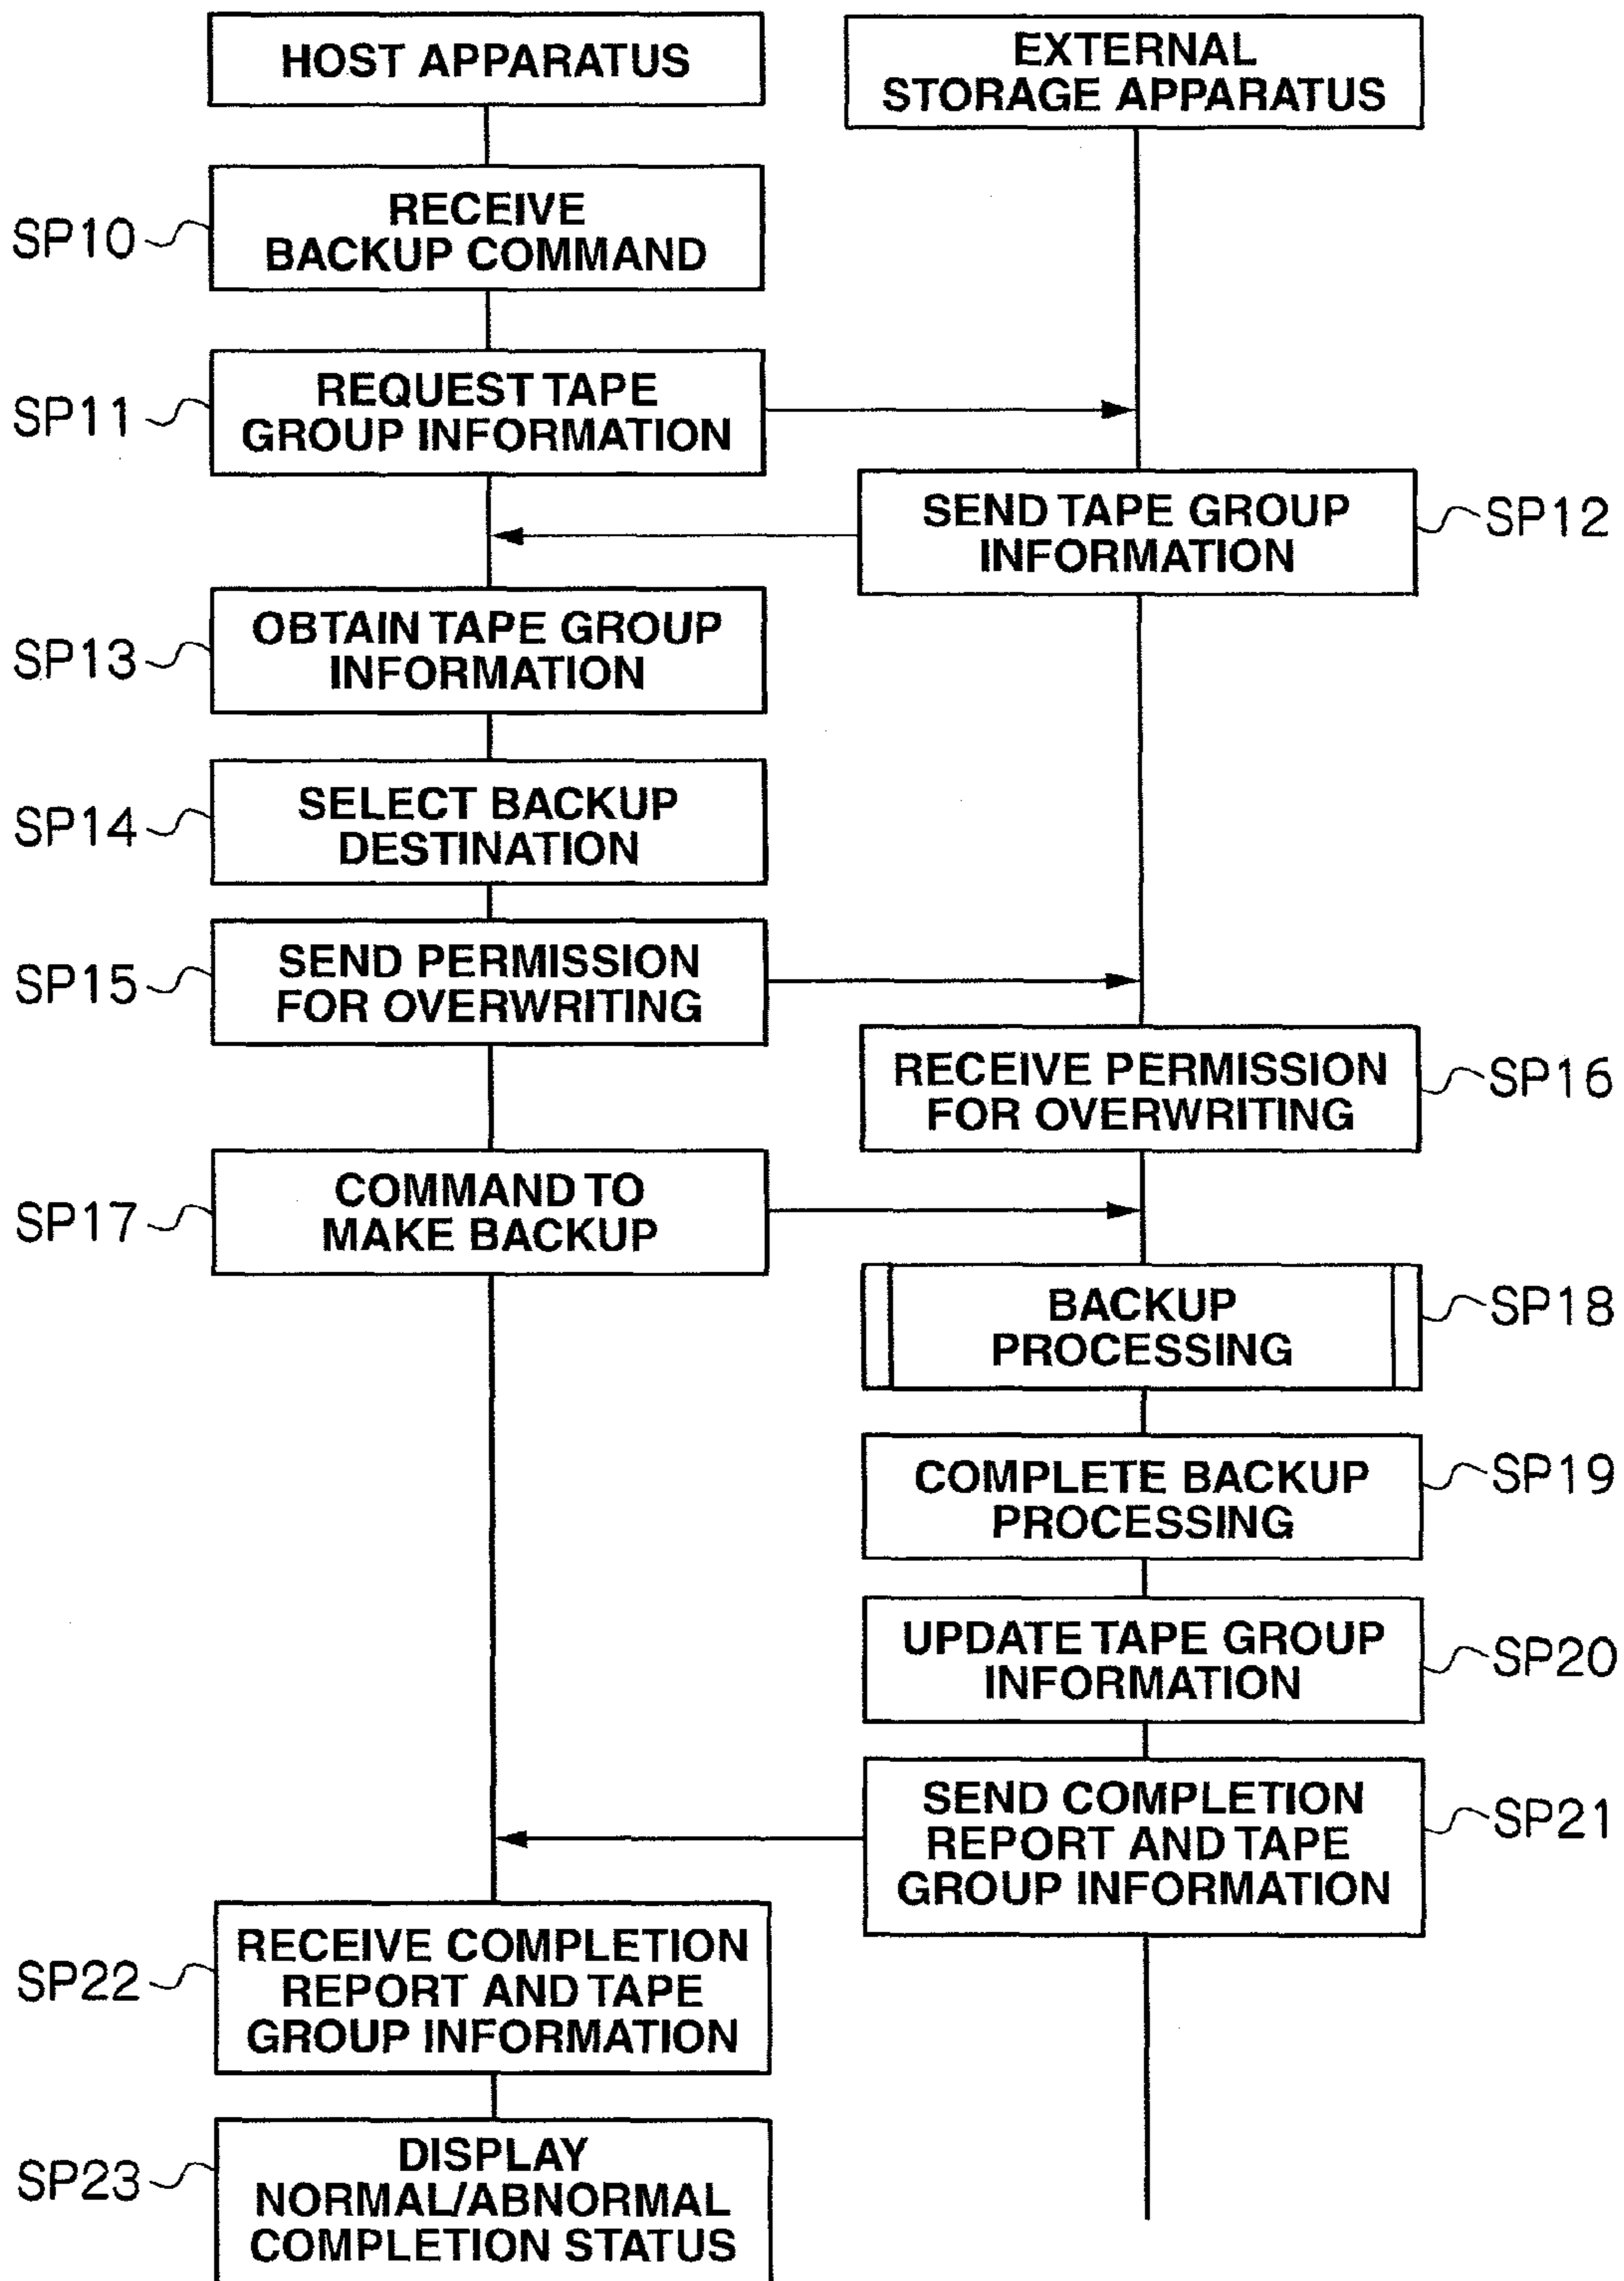 HOST APPARATUS
EXTERNAL
STORAGE APPARATUS
SP10
RECEIVE
BACKUP COMMAND
SP11
REQUEST TAPE
GROUP INFORMATION
SEND TAPE GROUP
INFORMATION
SP12
SP13
OBTAIN TAPE GROUP
INFORMATION
SP14
SELECT BACKUP
DESTINATION
SP15
SEND PERMISSION
FOR OVERWRITING
RECEIVE PERMISSION
FOR OVERWRITING
SP16
SP17
COMMAND TO
MAKE BACKUP
BACKUP
PROCESSING
SP18
COMPLETE BACKUP
PROCESSING
SP19
UPDATE TAPE GROUP
INFORMATION
SP20
SEND COMPLETION
REPORT AND TAPE
GROUP INFORMATION
SP21
SP22
RECEIVE COMPLETION
REPORT AND TAPE
GROUP INFORMATION
SP23
DISPLAY
NORMAL/ABNORMAL
COMPLETION STATUS